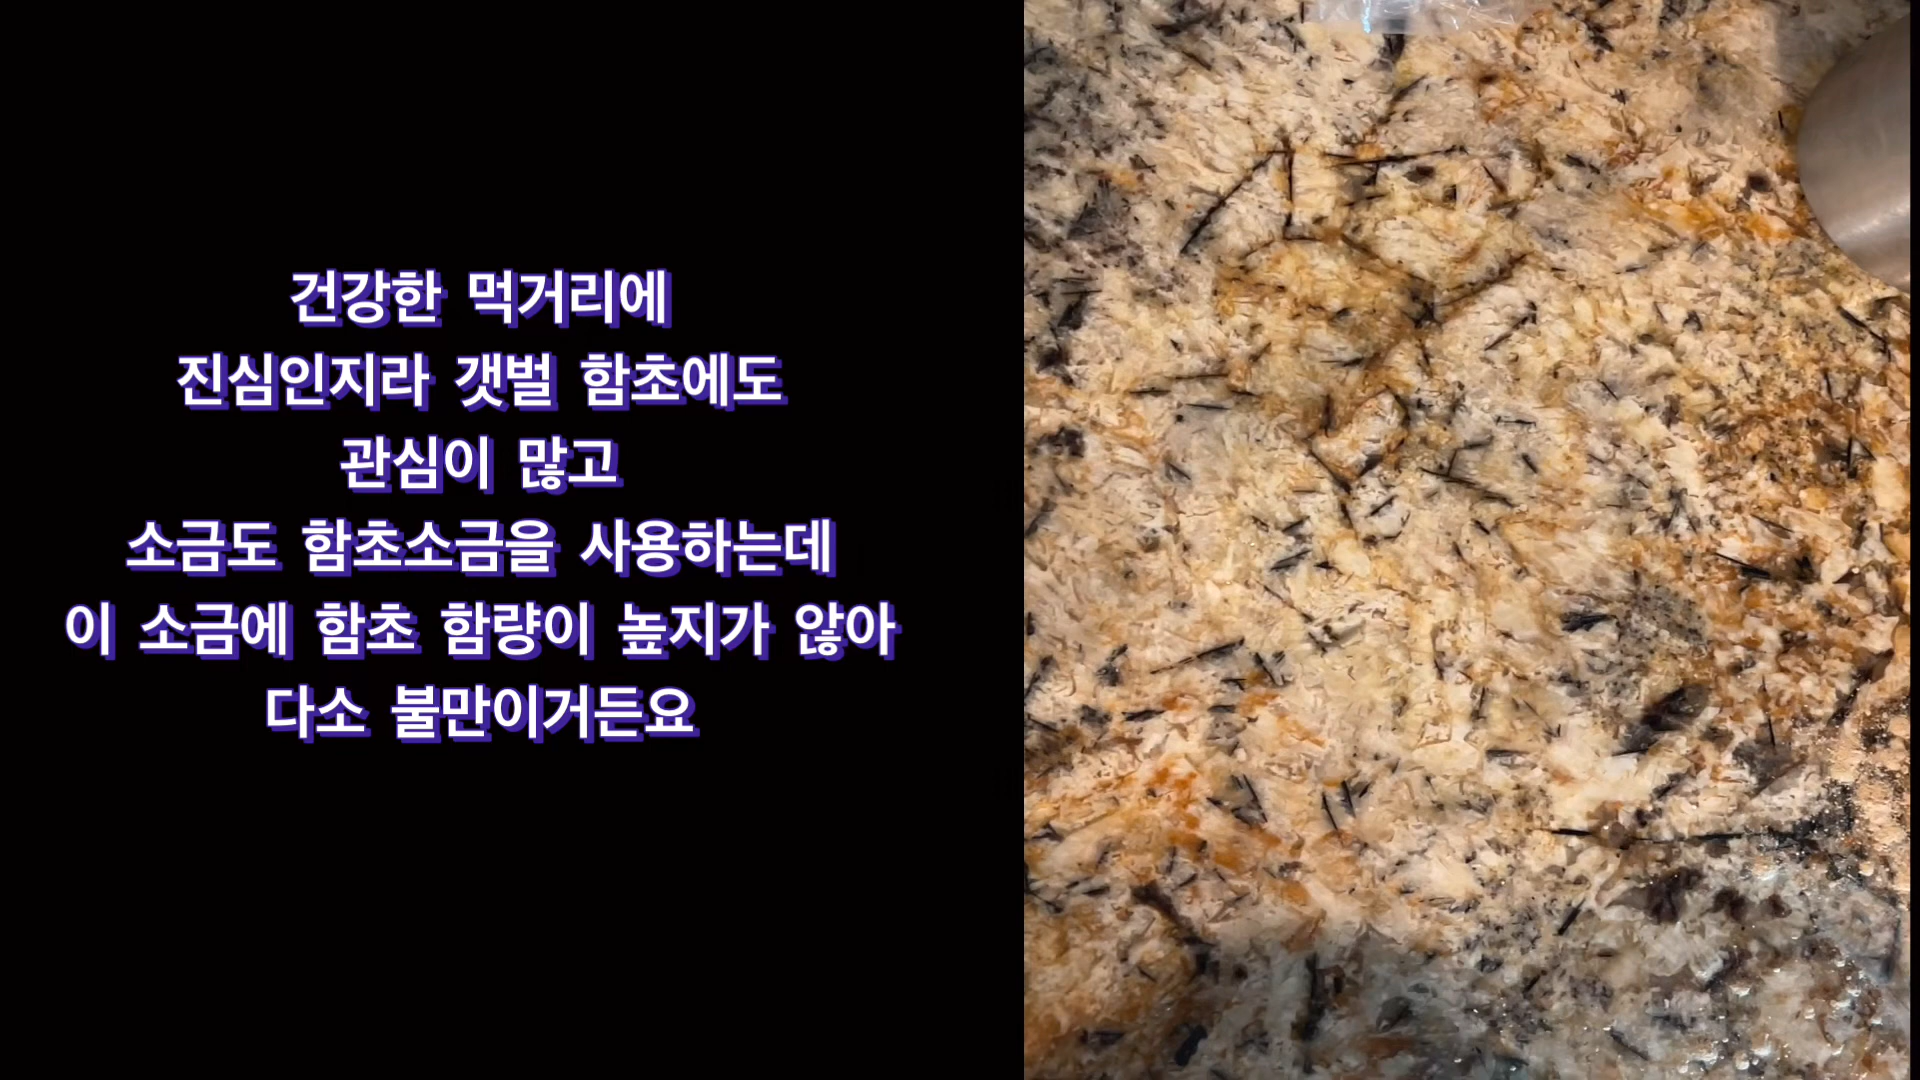 건강한 먹거리에
진심인지라 갯벌 함초에도
관심이 많고
소금도 함초소금을 사용하는데
이 소금에 함초 함량이 높지가 않아
다소 불만이거든요